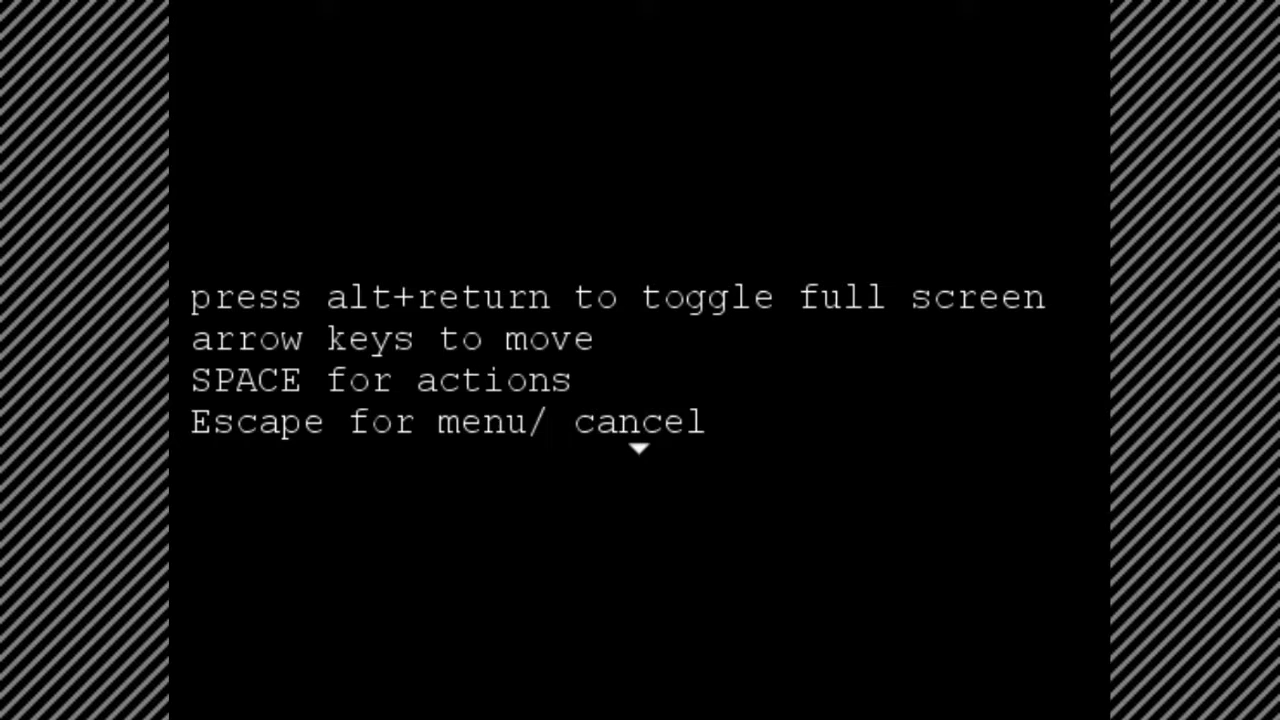 press alt+return to toggle full screen
arrow keys to move
SPACE for actions
Escape for menu/ cancel